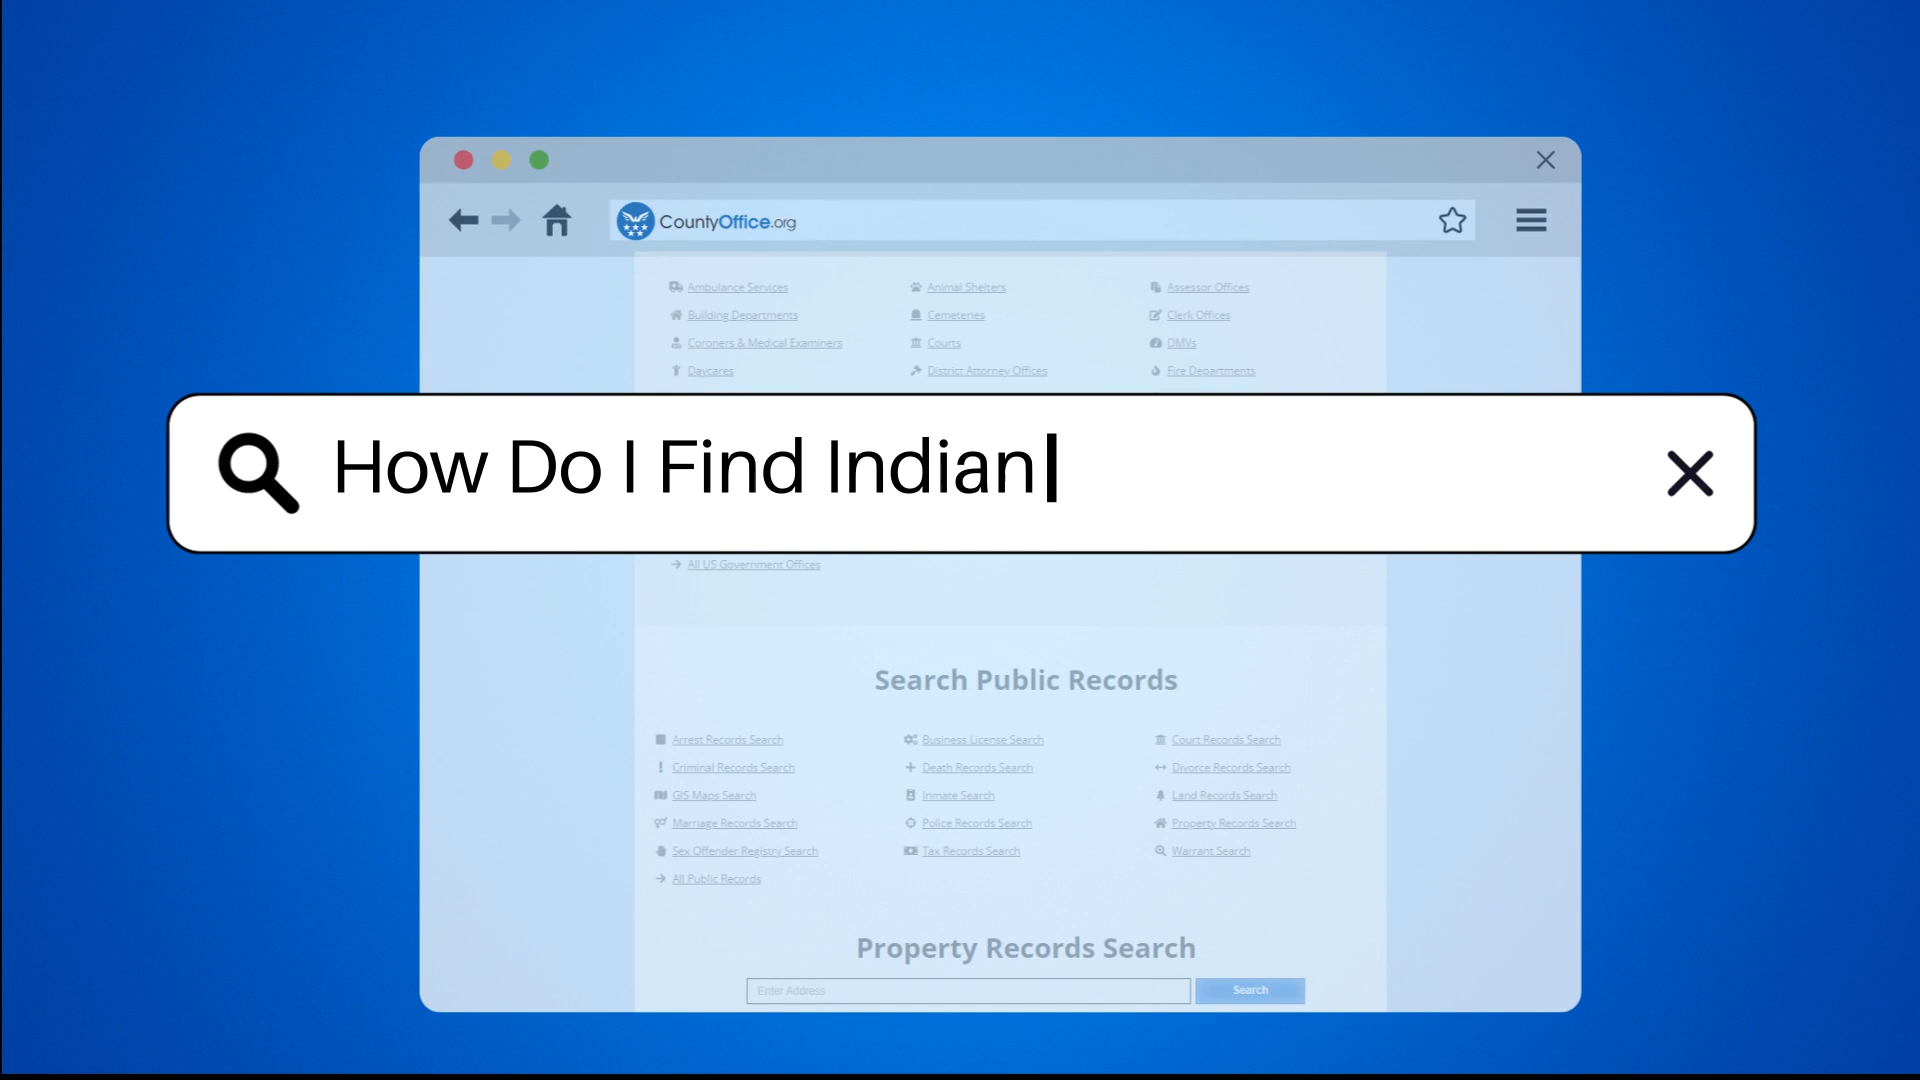 CountyOffice.org
Ambulance Services Animal Shelters Assessor Offices
Building Departments Cemeteries Clerk Offices
Coroners & Medical Examiners Courts DMVs
Daycares District Attorney Offices Fire Departments
How Do I Find Indian
All US Government Offices
Search Public Records
Arrest Records Search Business License Search Court Records Search
Criminal Records Search Death Records Search Divorce Records Search
GIS Maps Search Inmate Search Land Records Search
Marriage Records Search Police Records Search Property Records Search
Sex Offender Registry Search Tax Records Search Warrant Search
All Public Records
Property Records Search
Enter Address Search